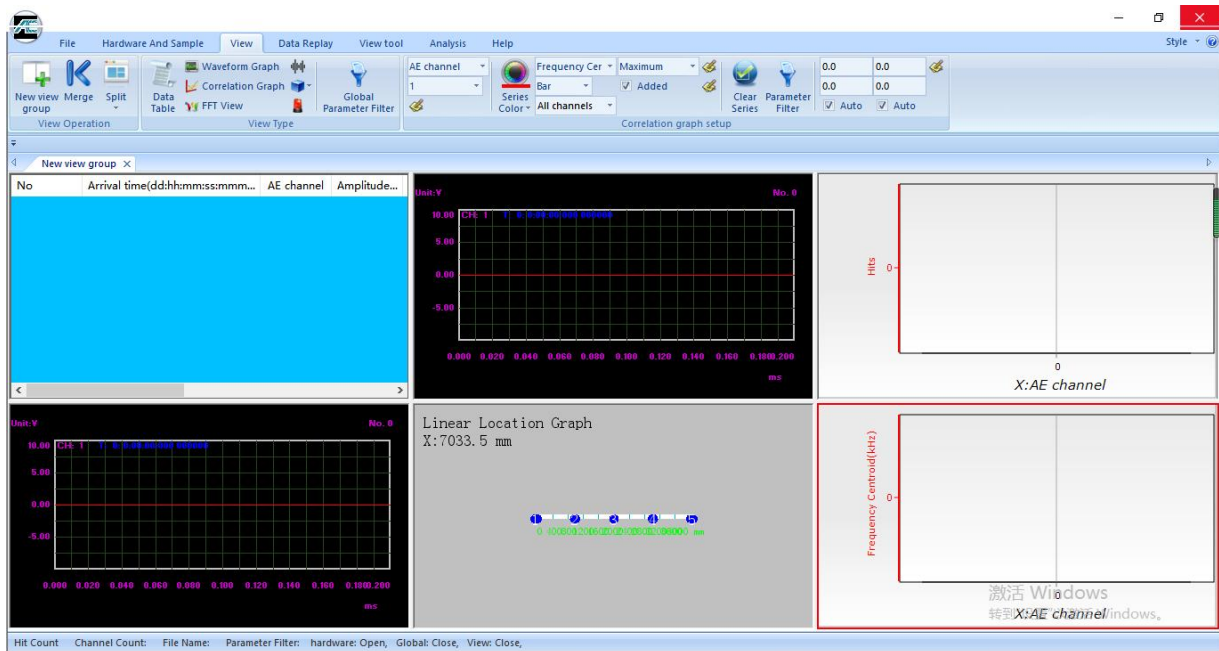 AE
File Hardware And Sample View Data Replay View tool Analysis Help Style
AE channel Frequency Cer Maximum 0.0 0.0
Waveform Graph
1 Bar Added 0.0 0.0
Correlation Graph
New view group Merge Split Data Table FFT View Global Parameter Filter Series Color All channels Clear Series Parameter Filter Auto Auto
View Operation View Type Correlation graph setup
New view group
No Arrival time(dd:hh:mm:ss:mmm... AE channel Amplitude...
Unit:V No. 0
10.00 CH: 1
5.00
0.00
-5.00
0.000 0.020 0.040 0.060 0.080 0.100 0.120 0.140 0.160 0.180 0.200
ms
Hits
0
0
X:AE channel
Unit:V No. 0
10.00 CH: 1
5.00
0.00
-5.00
0.000 0.020 0.040 0.060 0.080 0.100 0.120 0.140 0.160 0.180 0.200
ms
Linear Location Graph
X:7033.5 mm
1 2 3 4 5
mm
Frequency Centroid(kHz)
0
0
X:AE channel
激活 Windows
Windows。
Hit Count Channel Count: File Name: Parameter Filter: hardware: Open, Global: Close, View: Close,